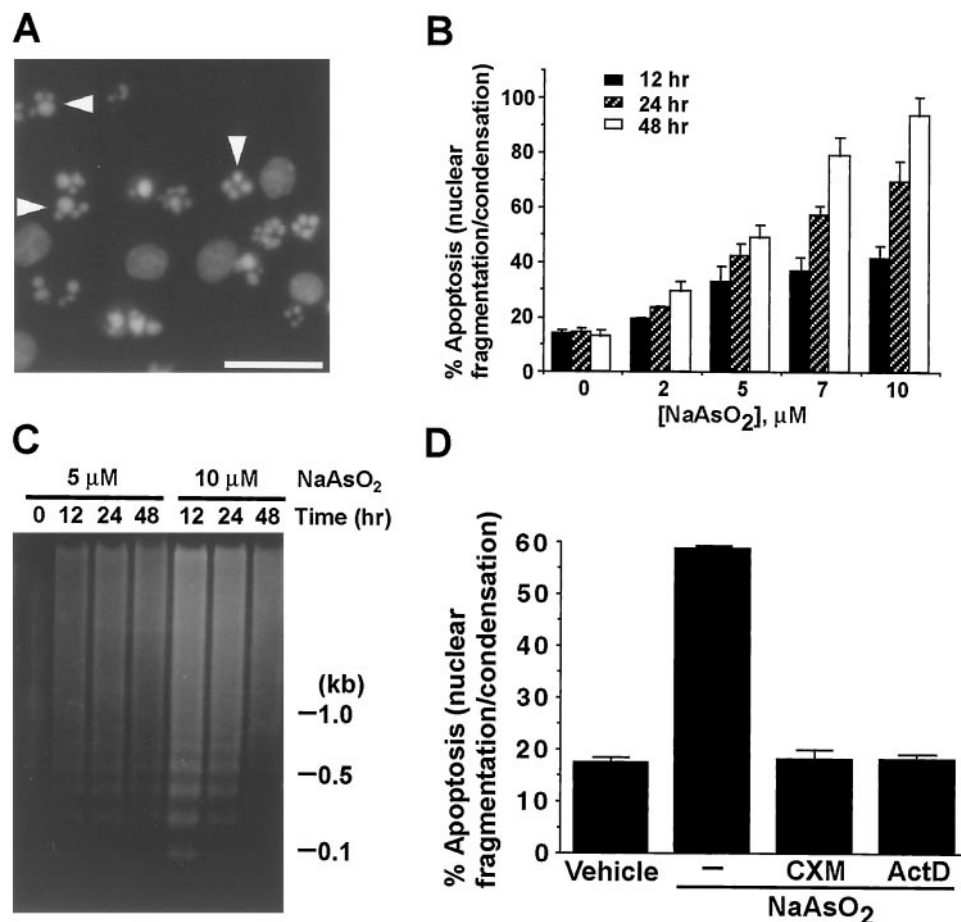 A
B
% Apoptosis (nuclear
fragmentation/condensation)
100
80
60
40
20
0
12 hr
24 hr
48 hr
0 2 5 7 10
[NaAsO2], μM
C
5 μM 10 μM NaAsO2
0 12 24 48 12 24 48 Time (hr)
(kb)
–1.0
–0.5
–0.1
D
% Apoptosis (nuclear
fragmentation/condensation)
60
50
40
30
20
10
0
Vehicle – CXM ActD
NaAsO2